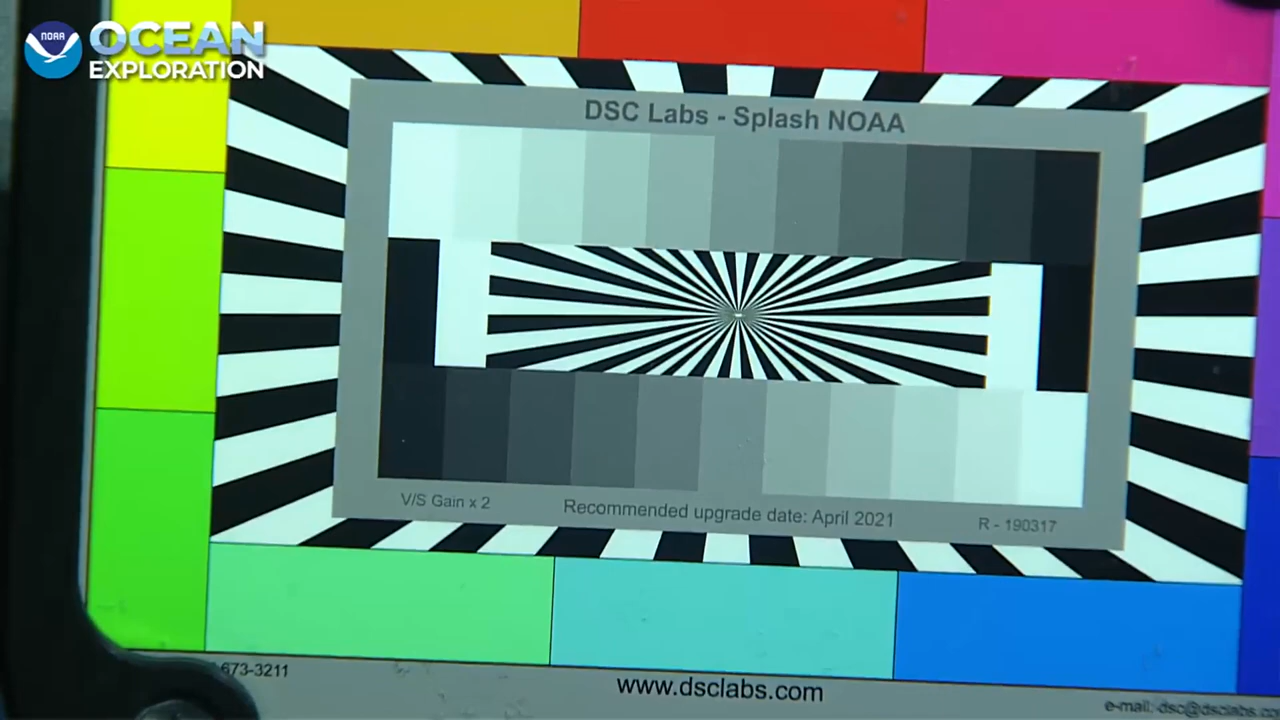 NOAA
OCEAN
EXPLORATION
DSC Labs - Splash NOAA
V/S Gain x 2
Recommended upgrade date: April 2021
R - 190317
673-3211
www.dsclabs.com
e-mail: dsc@dsclabs.co